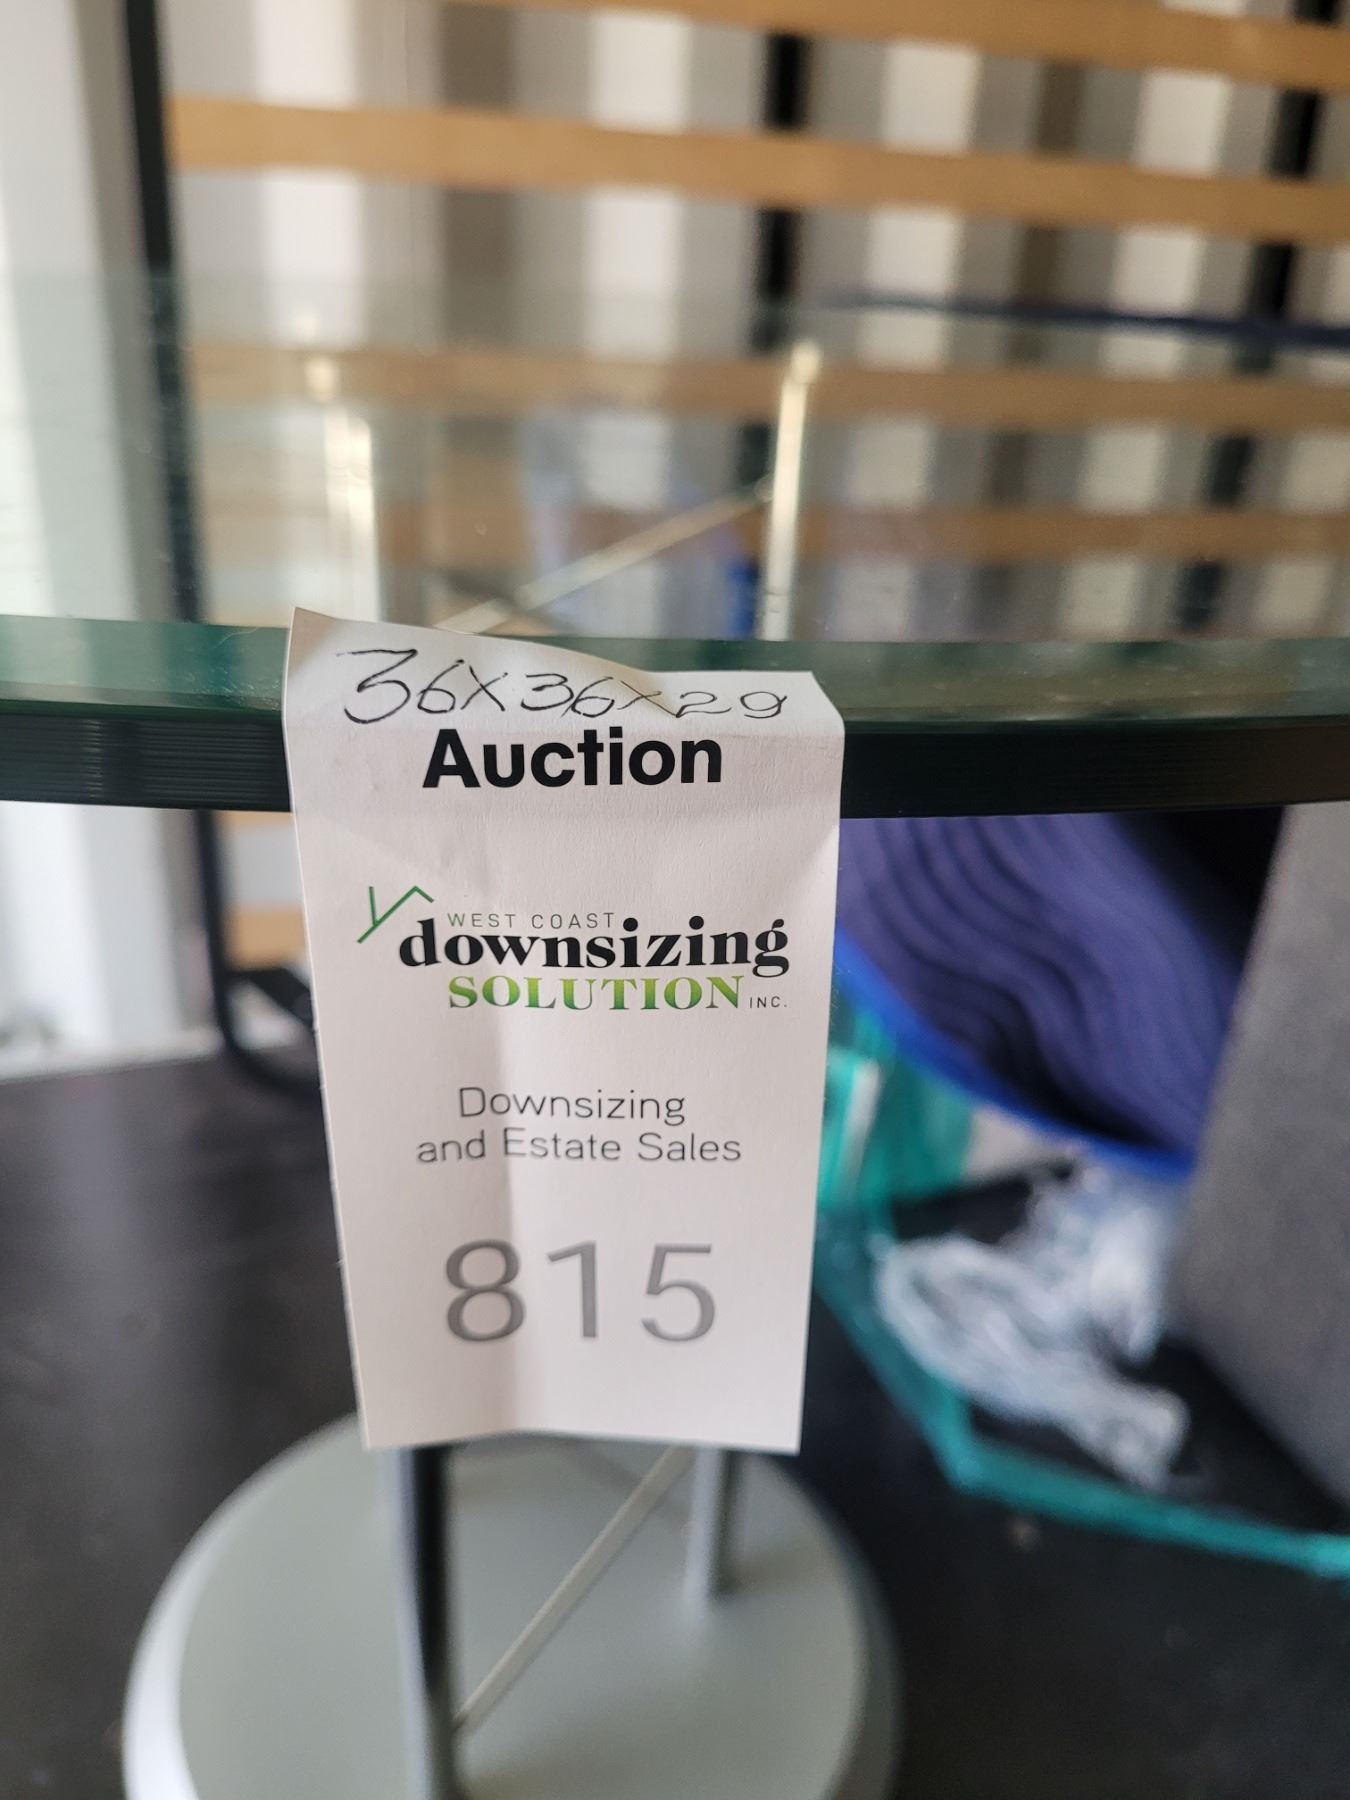 36X36X29
Auction
WEST COAST
downsizing
SOLUTION INC.
Downsizing
and Estate Sales
815